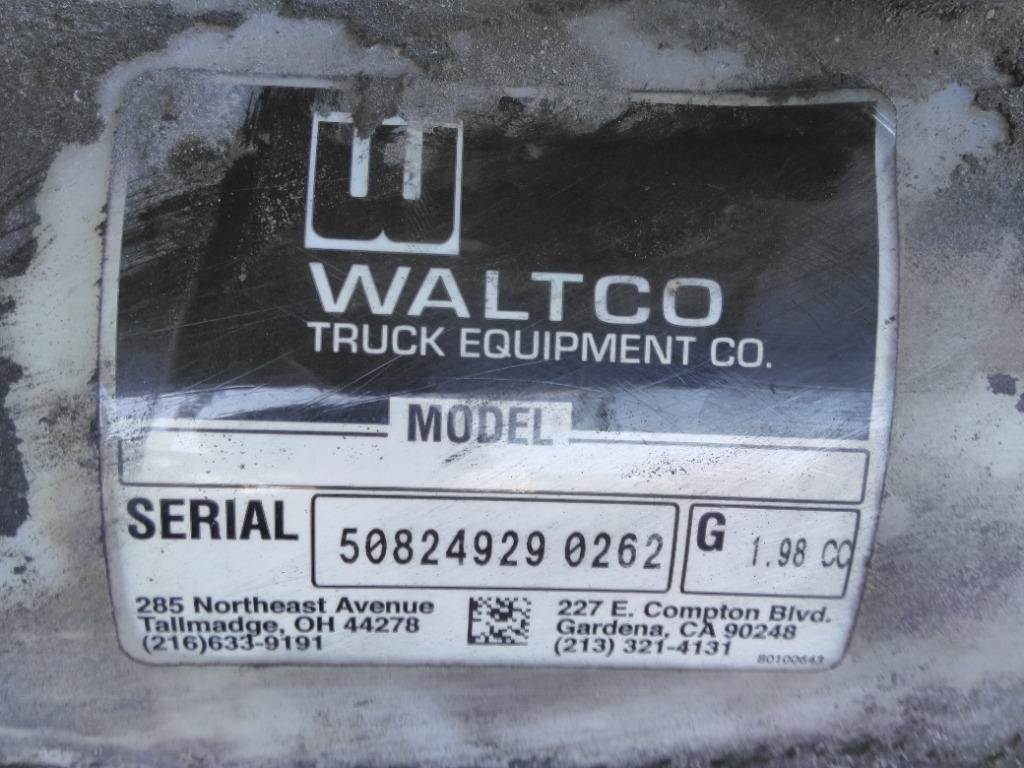 WALTCO
TRUCK EQUIPMENT CO.
MODEL
SERIAL 50824929 0262 G 1.98 CO
285 Northeast Avenue
Tallmadge, OH 44278
(216)633-9191
227 E. Compton Blvd.
Gardena, CA 90248
(213) 321-4131
80100643